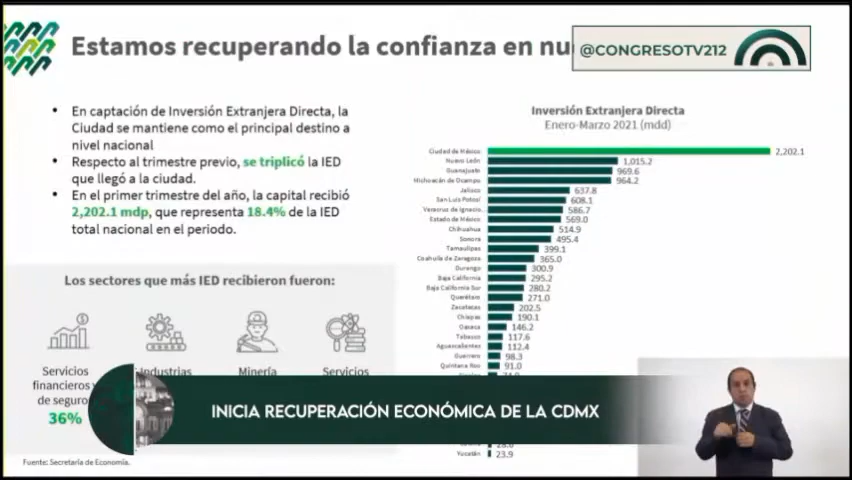 Estamos recuperando la confianza en nu
@CONGRESOTV212
• En captación de Inversión Extranjera Directa, la
Ciudad se mantiene como el principal destino a
nivel nacional
• Respecto al trimestre previo, se triplicó la IED
que llegó a la ciudad.
• En el primer trimestre del año, la capital recibió
2,202.1 mdp, que representa 18.4% de la IED
total nacional en el periodo.
Los sectores que más IED recibieron fueron:
Servicios
financieros y
de seguro
36%
Industrias
Minería
Servicios
Fuente: Secretaría de Economía.
Inversión Extranjera Directa
Enero-Marzo 2021 (mdd)
Ciudad de México 2,202.1
Nuevo León 1,015.2
Guanajuato 969.6
Michoacán de Ocampo 964.2
Jalisco 637.8
San Luis Potosí 608.1
Veracruz de Ignacio 586.7
Estado de México 569.0
Chihuahua 514.9
Sonora 495.4
Tamaulipas 399.1
Coahuila de Zaragoza 365.0
Durango 300.9
Baja California 295.2
Baja California Sur 280.2
Querétaro 271.0
Zacatecas 202.5
Chiapas 190.1
Oaxaca 146.2
Tabasco 117.6
Aguascalientes 112.4
Guerrero 98.3
Quintana Roo 91.0
Yucatán 23.9
INICIA RECUPERACIÓN ECONÓMICA DE LA CDMX